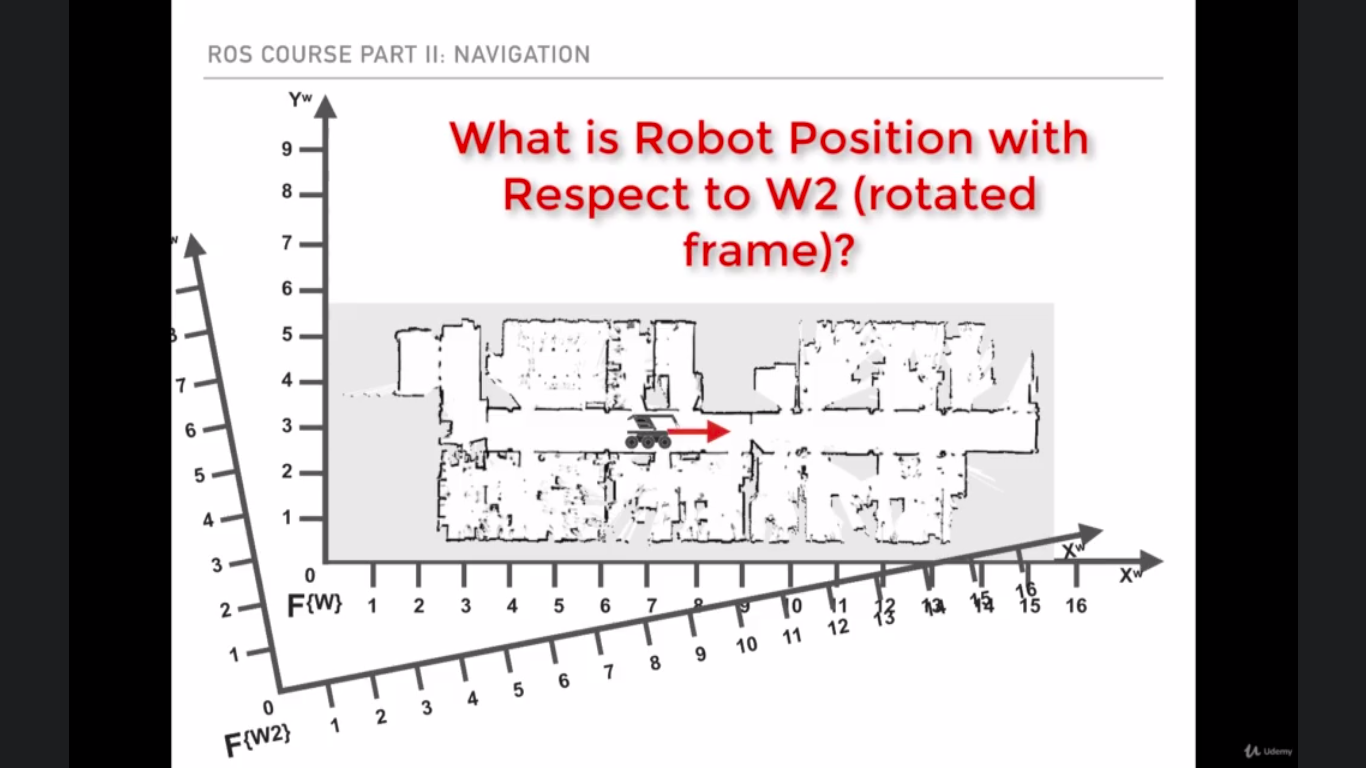 ROS COURSE PART II: NAVIGATION
What is Robot Position with
Respect to W2 (rotated
frame)?
Yw
9
8
7
6
5
4
3
2
1
0
F{W}
1 2 3 4 5 6 7 8 9 10 11 12 13 14 15 16
Xw
w
7
6
5
4
3
2
1
0
F{W2}
1 2 3 4 5 6 7 8 9 10 11 12 13 14 15 16
Xw
Udemy